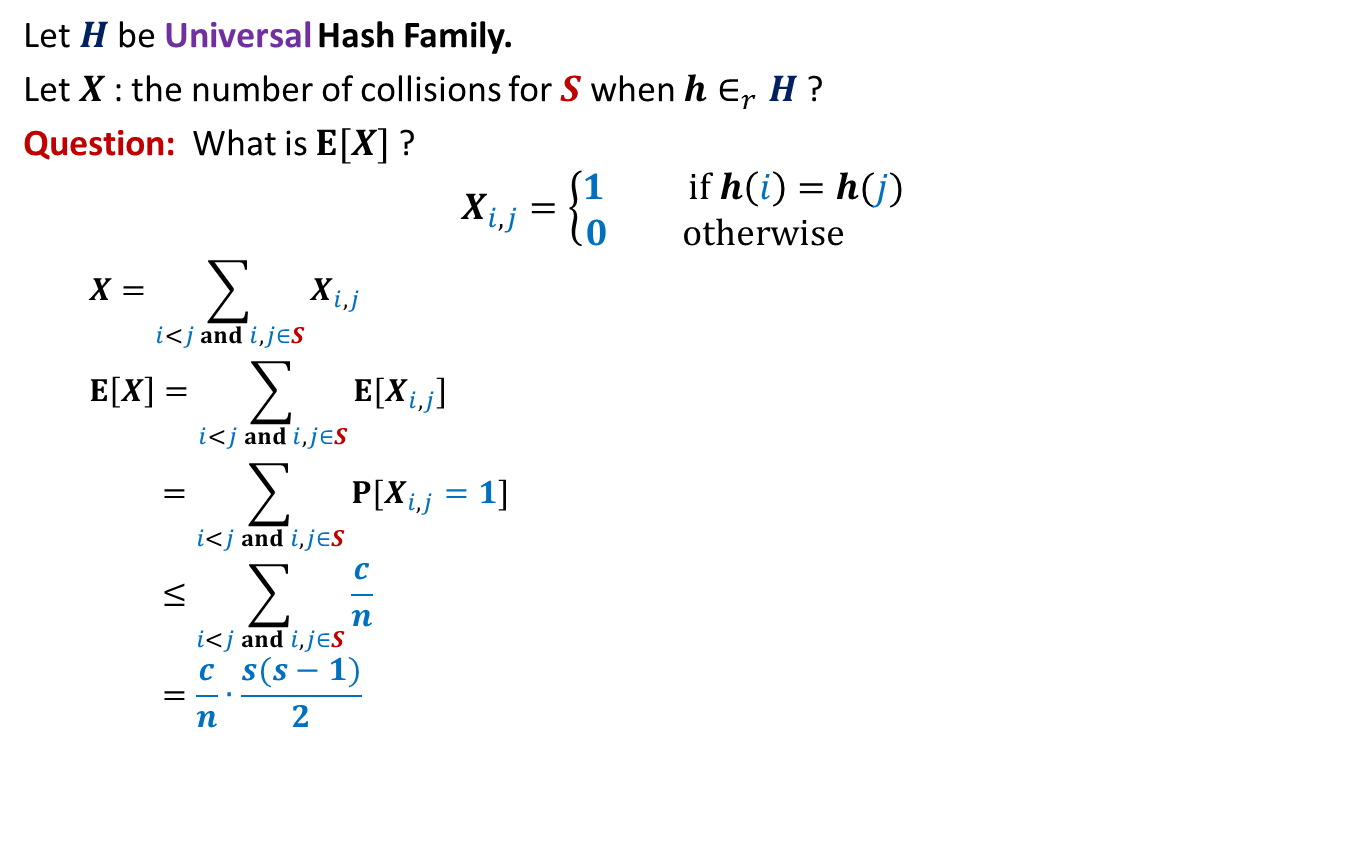 Let H be Universal Hash Family.
Let X : the number of collisions for S when h ∈r H ?
Question: What is E[X] ?
X_{i,j} = { 1 if h(i) = h(j)
0 otherwise
X = ∑_{i<j and i,j∈S} X_{i,j}
E[X] = ∑_{i<j and i,j∈S} E[X_{i,j}]
= ∑_{i<j and i,j∈S} P[X_{i,j} = 1]
≤ ∑_{i<j and i,j∈S} c/n
= c/n · s(s − 1)/2